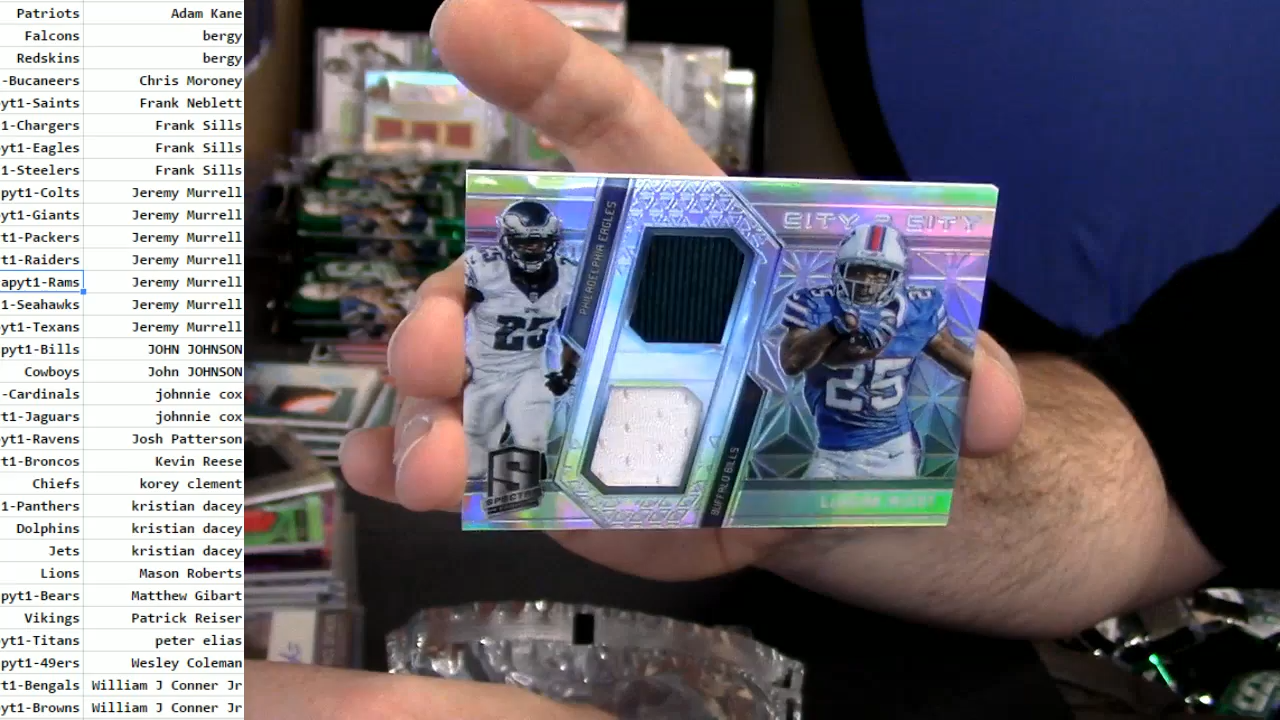 Patriots Adam Kane
Falcons bergy
Redskins bergy
-Bucaneers Chris Moroney
yt1-Saints Frank Neblett
1-Chargers Frank Sills
yt1-Eagles Frank Sills
1-Steelers Frank Sills
pyt1-Colts Jeremy Murrell
yt1-Giants Jeremy Murrell
t1-Packers Jeremy Murrell
t1-Raiders Jeremy Murrell
apyt1-Rams Jeremy Murrell
1-Seahawks Jeremy Murrell
yt1-Texans Jeremy Murrell
pyt1-Bills JOHN JOHNSON
Cowboys John JOHNSON
-Cardinals johnnie cox
t1-Jaguars johnnie cox
yt1-Ravens Josh Patterson
t1-Broncos Kevin Reese
Chiefs korey clement
1-Panthers kristian dacey
Dolphins kristian dacey
Jets kristian dacey
Lions Mason Roberts
pyt1-Bears Matthew Gibart
Vikings Patrick Reiser
yt1-Titans peter elias
pyt1-49ers Wesley Coleman
t1-Bengals William J Conner Jr
t1-Browns William J Conner Jr
CITY 2 CITY
PHILADELPHIA EAGLES
25
25
BUFFALO BILLS
SPECTRA